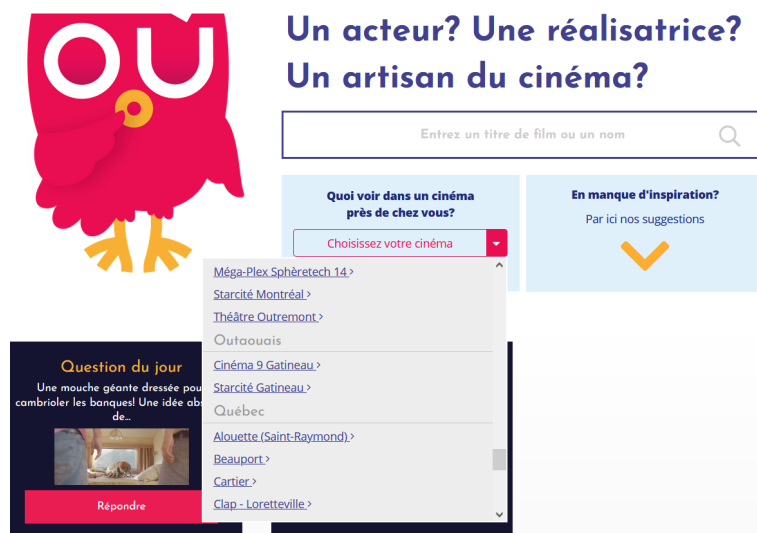 OU
Un acteur? Une réalisatrice?
Un artisan du cinéma?
Entrez un titre de film ou un nom
Quoi voir dans un cinéma
près de chez vous?
Choisissez votre cinéma
En manque d'inspiration?
Par ici nos suggestions
Méga-Plex Sphèretech 14 >
Starcité Montréal >
Théâtre Outremont >
Outaouais
Cinéma 9 Gatineau >
Starcité Gatineau >
Québec
Alouette (Saint-Raymond) >
Beauport >
Cartier >
Clap - Loretteville >
Question du jour
Une mouche géante dressée pou
cambrioler les banques! Une idée abs
de...
Répondre